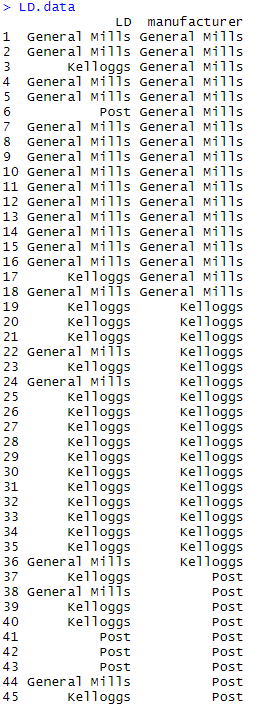 > LD.data
LD manufacturer
1 General Mills General Mills
2 General Mills General Mills
3 Kelloggs General Mills
4 General Mills General Mills
5 General Mills General Mills
6 Post General Mills
7 General Mills General Mills
8 General Mills General Mills
9 General Mills General Mills
10 General Mills General Mills
11 General Mills General Mills
12 General Mills General Mills
13 General Mills General Mills
14 General Mills General Mills
15 General Mills General Mills
16 General Mills General Mills
17 Kelloggs General Mills
18 General Mills General Mills
19 Kelloggs Kelloggs
20 Kelloggs Kelloggs
21 Kelloggs Kelloggs
22 General Mills Kelloggs
23 Kelloggs Kelloggs
24 General Mills Kelloggs
25 Kelloggs Kelloggs
26 Kelloggs Kelloggs
27 Kelloggs Kelloggs
28 Kelloggs Kelloggs
29 Kelloggs Kelloggs
30 Kelloggs Kelloggs
31 Kelloggs Kelloggs
32 Kelloggs Kelloggs
33 Kelloggs Kelloggs
34 Kelloggs Kelloggs
35 Kelloggs Kelloggs
36 General Mills Kelloggs
37 Kelloggs Post
38 General Mills Post
39 Kelloggs Post
40 Kelloggs Post
41 Post Post
42 Post Post
43 Post Post
44 General Mills Post
45 Kelloggs Post